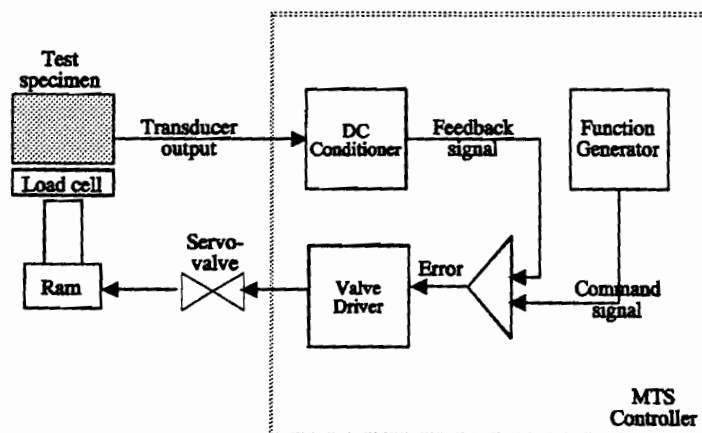 Test
specimen
Load cell
Ram
Transducer
output
DC
Conditioner
Feedback
signal
Function
Generator
Servo-
valve
Valve
Driver
Error
Command
signal
MTS
Controller